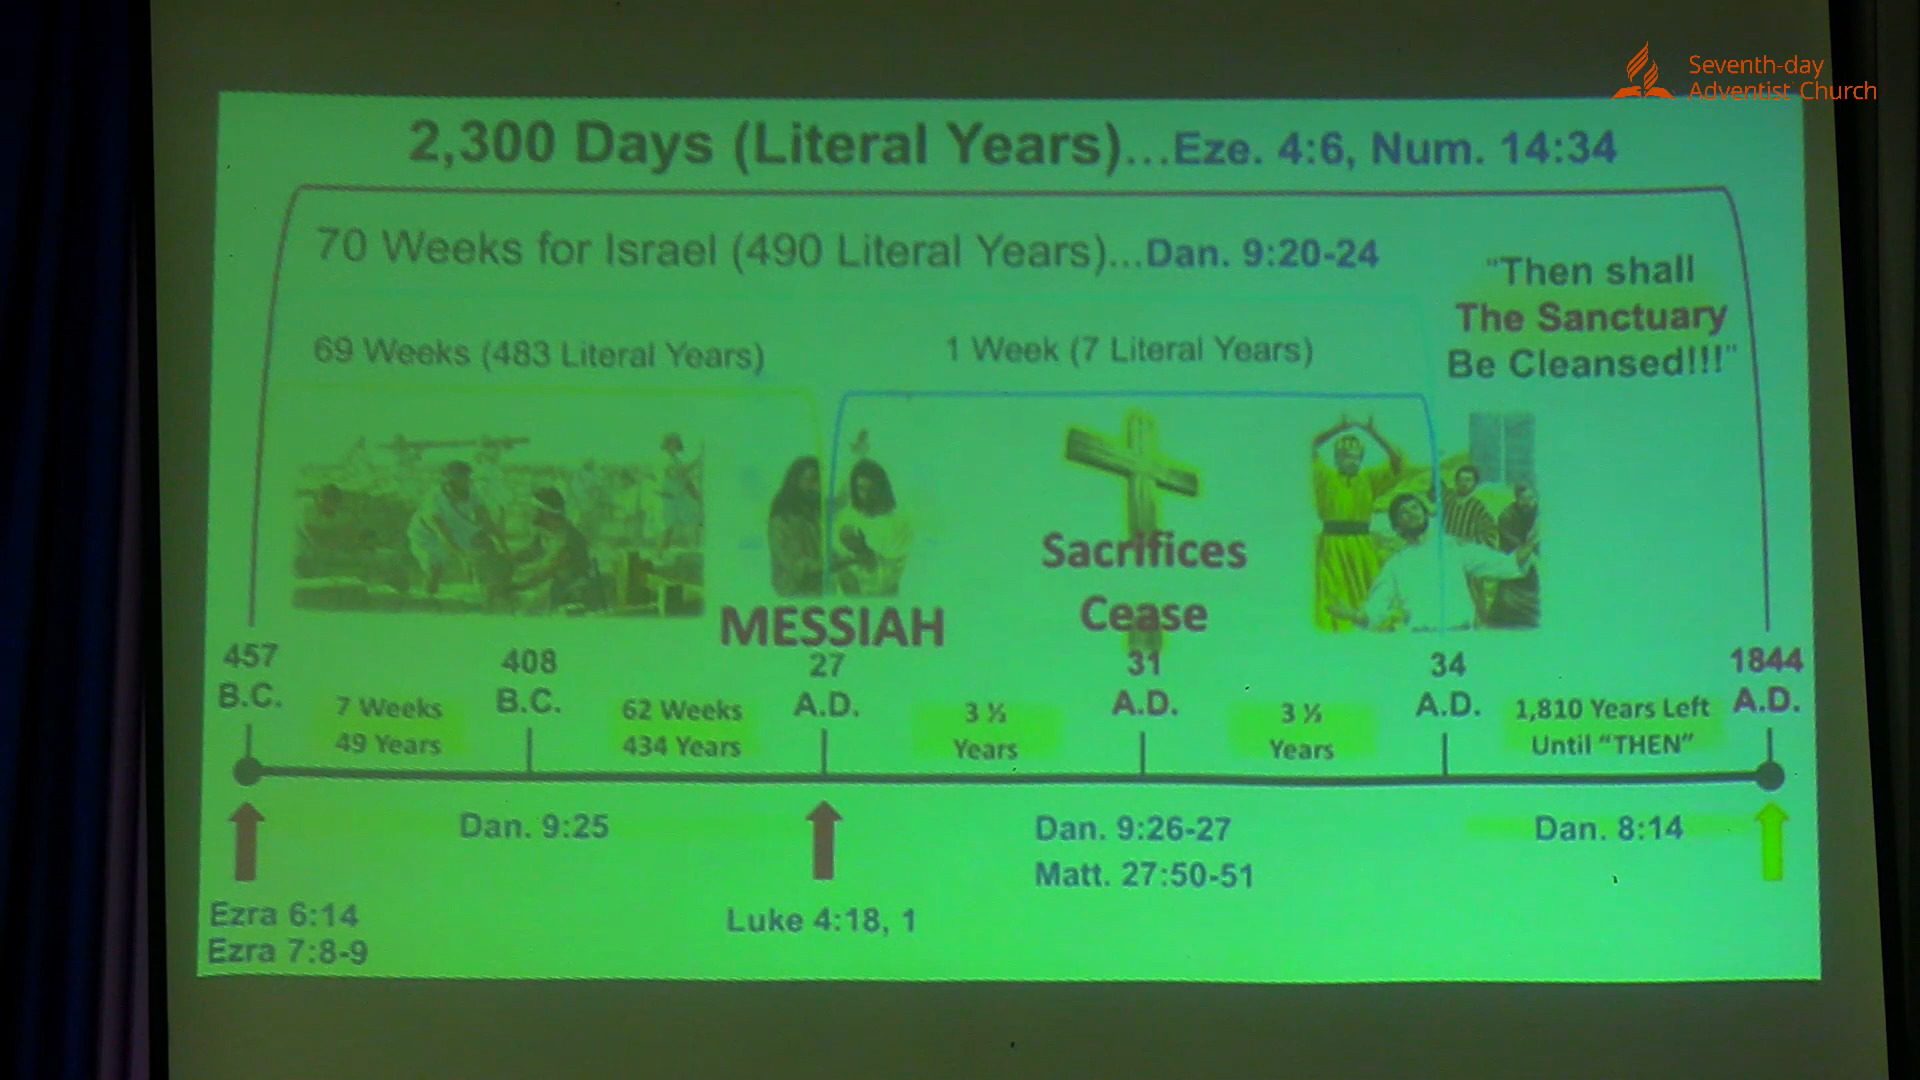 Seventh-day
Adventist Church
2,300 Days (Literal Years)...Eze. 4:6, Num. 14:34
70 Weeks for Israel (490 Literal Years)...Dan. 9:20-24
"Then shall
The Sanctuary
Be Cleansed!!!"
69 Weeks (483 Literal Years)
1 Week (7 Literal Years)
MESSIAH
Sacrifices
Cease
457
B.C.
7 Weeks
49 Years
408
B.C.
62 Weeks
434 Years
27
A.D.
3 ½
Years
31
A.D.
3 ½
Years
34
A.D.
1,810 Years Left
Until “THEN”
1844
A.D.
Dan. 9:25
Dan. 9:26-27
Matt. 27:50-51
Dan. 8:14
Ezra 6:14
Ezra 7:8-9
Luke 4:18, 1